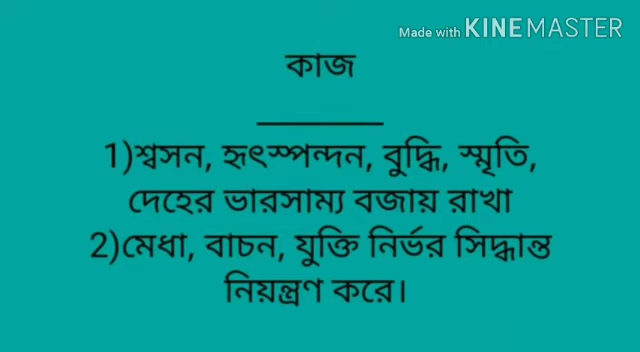 Made with KINEMASTER
কাজ
1)শ্বসন, হৃৎস্পন্দন, বুদ্ধি, স্মৃতি,
দেহের ভারসাম্য বজায় রাখা
2)মেধা, বাচন, যুক্তি নির্ভর সিদ্ধান্ত
নিয়ন্ত্রণ করে।